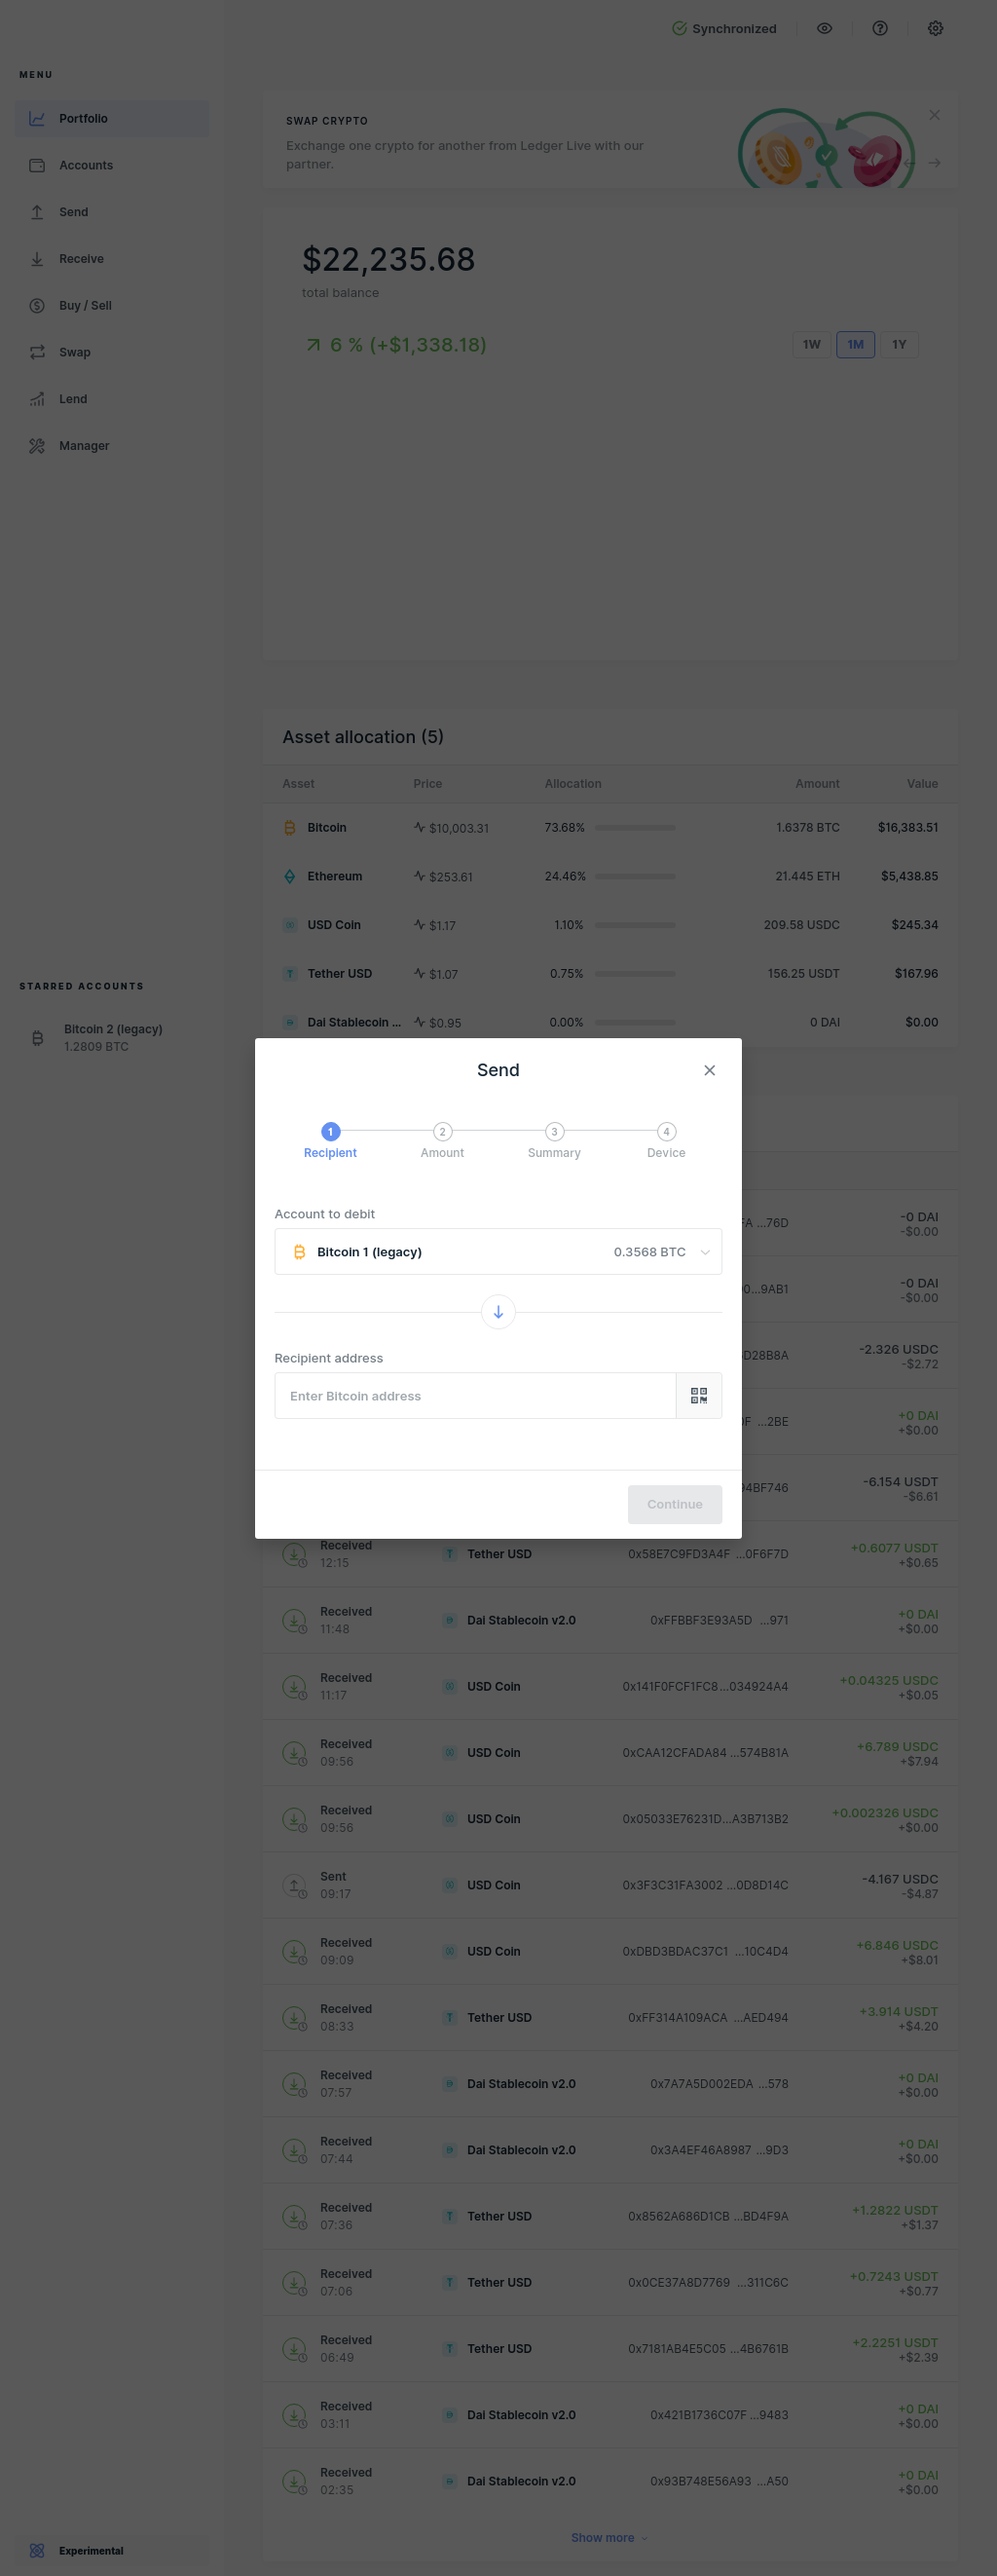 Synchronized
MENU
Portfolio
Accounts
Send
Receive
Buy / Sell
Swap
Lend
Manager
STARRED ACCOUNTS
Bitcoin 2 (legacy)
1.2809 BTC
Experimental
SWAP CRYPTO
Exchange one crypto for another from Ledger Live with our
partner.
$22,235.68
total balance
6 % (+$1,338.18)
1W 1M 1Y
Asset allocation (5)
Asset Price Allocation Amount Value
Bitcoin $10,003.31 73.68% 1.6378 BTC $16,383.51
Ethereum $253.61 24.46% 21.445 ETH $5,438.85
USD Coin $1.17 1.10% 209.58 USDC $245.34
Tether USD $1.07 0.75% 156.25 USDT $167.96
Dai Stablecoin ... $0.95 0.00% 0 DAI $0.00
Send
1 2 3 4
Recipient Amount Summary Device
Account to debit
Bitcoin 1 (legacy) 0.3568 BTC
Recipient address
Enter Bitcoin address
Continue
...76D -0 DAI
-$0.00
...9AB1 -0 DAI
-$0.00
D28B8A -2.326 USDC
-$2.72
...2BE +0 DAI
+$0.00
94BF746 -6.154 USDT
-$6.61
Received
12:15 Tether USD 0x58E7C9FD3A4F ...0F6F7D +0.6077 USDT
+$0.65
Received
11:48 Dai Stablecoin v2.0 0xFFBBF3E93A5D ...971 +0 DAI
+$0.00
Received
11:17 USD Coin 0x141F0FCF1FC8...034924A4 +0.04325 USDC
+$0.05
Received
09:56 USD Coin 0xCAA12CFADA84 ...574B81A +6.789 USDC
+$7.94
Received
09:56 USD Coin 0x05033E76231D...A3B713B2 +0.002326 USDC
+$0.00
Sent
09:17 USD Coin 0x3F3C31FA3002 ...0D8D14C -4.167 USDC
-$4.87
Received
09:09 USD Coin 0xDBD3BDAC37C1 ...10C4D4 +6.846 USDC
+$8.01
Received
08:33 Tether USD 0xFF314A109ACA ...AED494 +3.914 USDT
+$4.20
Received
07:57 Dai Stablecoin v2.0 0x7A7A5D002EDA ...578 +0 DAI
+$0.00
Received
07:44 Dai Stablecoin v2.0 0x3A4EF46A8987 ...9D3 +0 DAI
+$0.00
Received
07:36 Tether USD 0x8562A686D1CB ...BD4F9A +1.2822 USDT
+$1.37
Received
07:06 Tether USD 0x0CE37A8D7769 ...311C6C +0.7243 USDT
+$0.77
Received
06:49 Tether USD 0x7181AB4E5C05 ...4B6761B +2.2251 USDT
+$2.39
Received
03:11 Dai Stablecoin v2.0 0x421B1736C07F ...9483 +0 DAI
+$0.00
Received
02:35 Dai Stablecoin v2.0 0x93B748E56A93 ...A50 +0 DAI
+$0.00
Show more